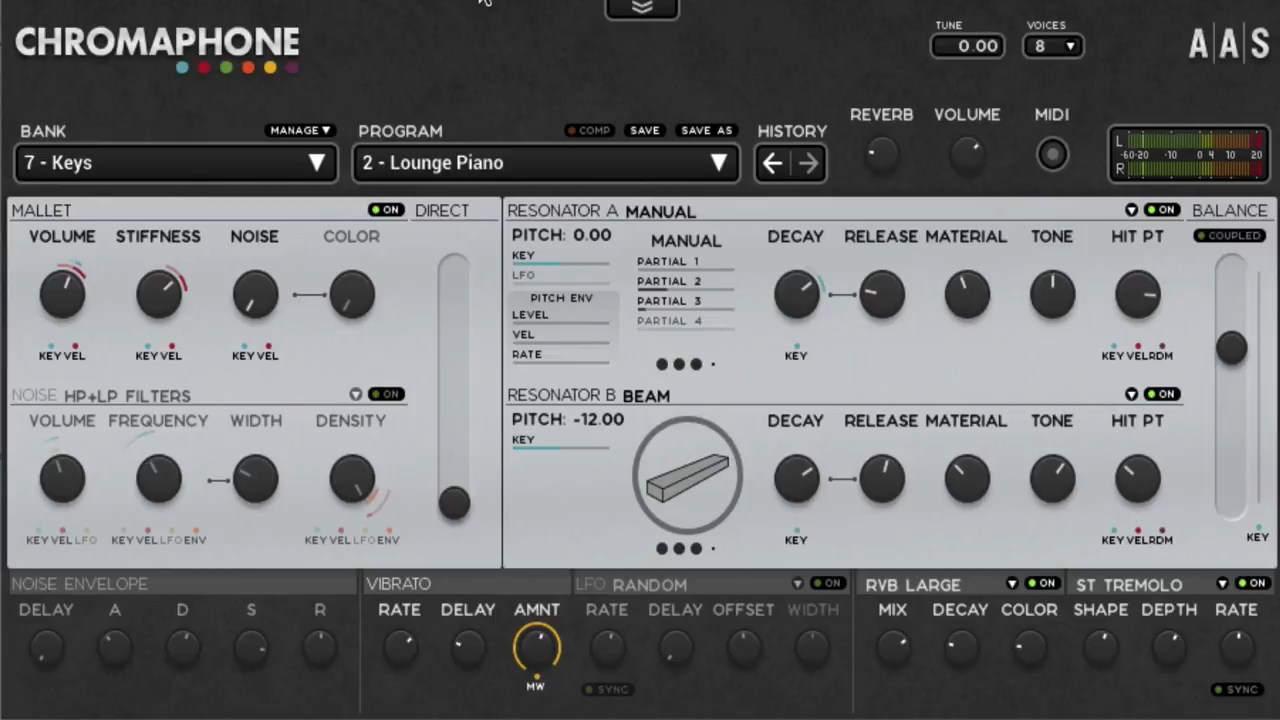 CHROMAPHONE
TUNE
0.00
VOICES
8
A|A|S
BANK
MANAGE
7 - Keys
PROGRAM
COMP
SAVE
SAVE AS
2 - Lounge Piano
HISTORY
REVERB
VOLUME
MIDI
L
-60-20 -10 0 4 10 20
R
MALLET
ON
DIRECT
VOLUME STIFFNESS NOISE COLOR
KEY VEL KEY VEL KEY VEL
NOISE HP+LP FILTERS
ON
VOLUME FREQUENCY WIDTH DENSITY
KEY VEL LFO KEY VEL LFO ENV KEY VEL LFO ENV
RESONATOR A MANUAL
ON
PITCH: 0.00
KEY
LFO
PITCH ENV
LEVEL
VEL
RATE
MANUAL
PARTIAL 1
PARTIAL 2
PARTIAL 3
PARTIAL 4
DECAY RELEASE MATERIAL TONE HIT PT
KEY KEY VEL RDM
RESONATOR B BEAM
ON
PITCH: -12.00
KEY
DECAY RELEASE MATERIAL TONE HIT PT
KEY KEY VEL RDM
BALANCE
COUPLED
KEY
NOISE ENVELOPE
DELAY A D S R
VIBRATO
RATE DELAY AMNT
MW
LFO RANDOM
ON
RATE DELAY OFFSET WIDTH
SYNC
RVB LARGE
ON
MIX DECAY COLOR
ST TREMOLO
ON
SHAPE DEPTH RATE
SYNC